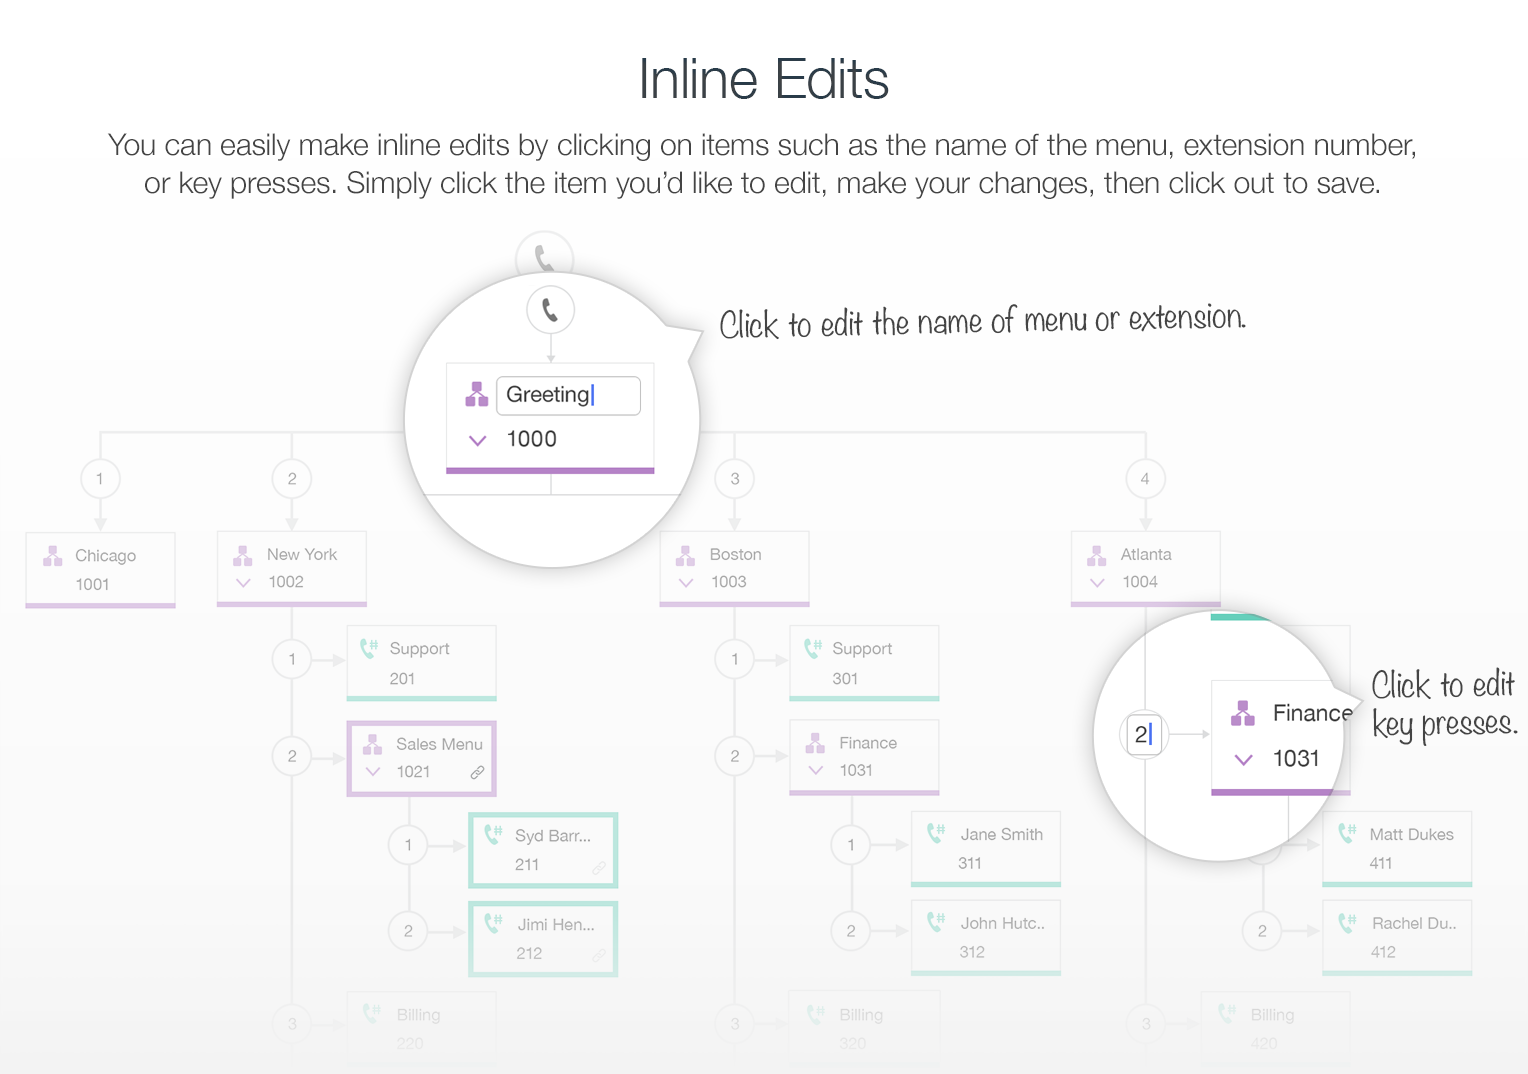 Inline Edits
You can easily make inline edits by clicking on items such as the name of the menu, extension number,
or key presses. Simply click the item you’d like to edit, make your changes, then click out to save.
Click to edit the name of menu or extension.
Greeting
1000
1
2
3
4
Chicago
1001
New York
1002
Boston
1003
Atlanta
1004
1
Support
201
1
Support
301
2
Sales Menu
1021
2
Finance
1031
2
Finance
1031
Click to edit
key presses.
1
Syd Barr...
211
1
Jane Smith
311
Matt Dukes
411
2
Jimi Hen...
212
2
John Hutc..
312
2
Rachel Du..
412
3
Billing
220
3
Billing
320
3
Billing
420